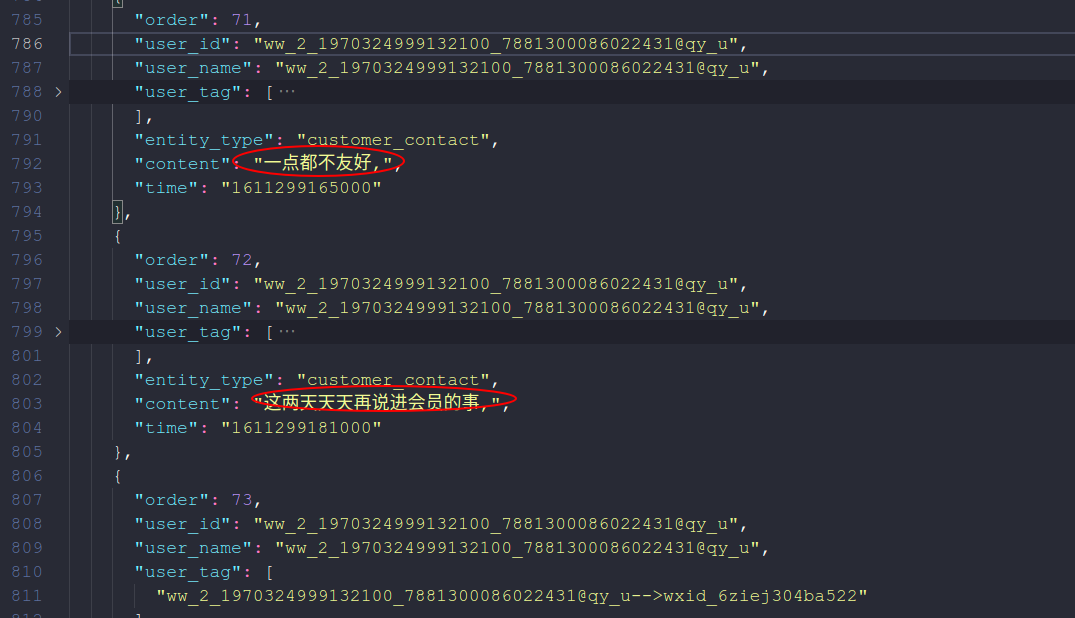 {
785 "order": 71,
786 "user_id": "ww_2_1970324999132100_7881300086022431@qy_u",
787 "user_name": "ww_2_1970324999132100_7881300086022431@qy_u",
788 > "user_tag": [ ···
790 ],
791 "entity_type": "customer_contact",
792 "content": "一点都不友好,",
793 "time": "1611299165000"
794 },
795 {
796 "order": 72,
797 "user_id": "ww_2_1970324999132100_7881300086022431@qy_u",
798 "user_name": "ww_2_1970324999132100_7881300086022431@qy_u",
799 > "user_tag": [ ···
801 ],
802 "entity_type": "customer_contact",
803 "content": "这两天天天再说进会员的事,",
804 "time": "1611299181000"
805 },
806 {
807 "order": 73,
808 "user_id": "ww_2_1970324999132100_7881300086022431@qy_u",
809 "user_name": "ww_2_1970324999132100_7881300086022431@qy_u",
810 "user_tag": [
811 "ww_2_1970324999132100_7881300086022431@qy_u-->wxid_6ziej304ba522"